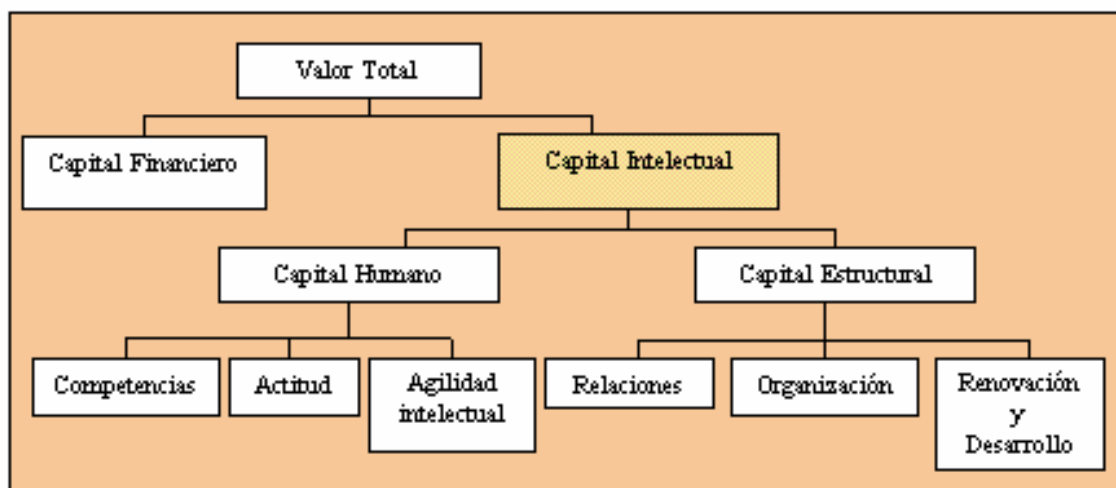 Valor Total
Capital Financiero
Capital Intelectual
Capital Humano
Capital Estructural
Competencias
Actitud
Agilidad
intelectual
Relaciones
Organización
Renovación
y
Desarrollo